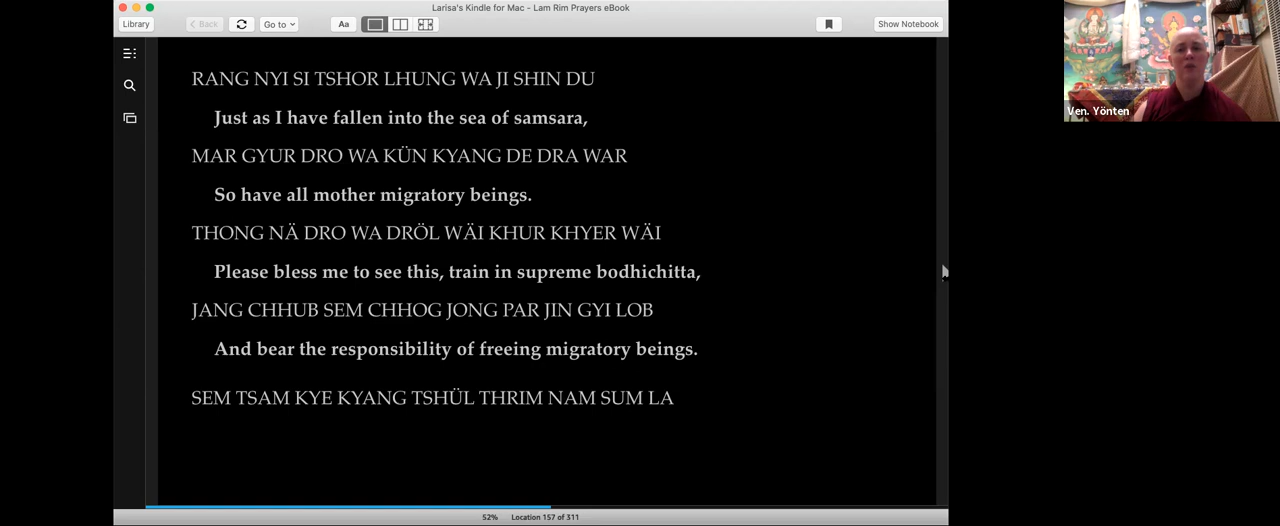 Larisa's Kindle for Mac - Lam Rim Prayers eBook
Library
Back
Go to
Aa
Show Notebook
RANG NYI SI TSHOR LHUNG WA JI SHIN DU
Just as I have fallen into the sea of samsara,
MAR GYUR DRO WA KÜN KYANG DE DRA WAR
So have all mother migratory beings.
THONG NÄ DRO WA DRÖL WÄI KHUR KHYER WÄI
Please bless me to see this, train in supreme bodhichitta,
JANG CHHUB SEM CHHOG JONG PAR JIN GYI LOB
And bear the responsibility of freeing migratory beings.
SEM TSAM KYE KYANG TSHÜL THRIM NAM SUM LA
52% Location 157 of 311
Ven. Yönten